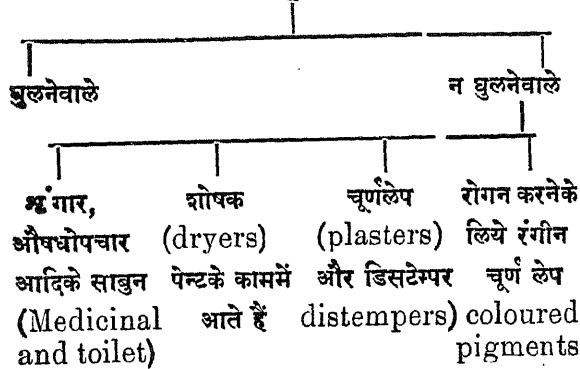 घुलनेवाले न घुलनेवाले
श्रृंगार, शोषक चूर्णलेप रोगन करनेके
औषधोपचार (dryers) (plasters) लिये रंगीन
आदिके साबुन पेन्टके काममें और डिसटेम्पर चूर्ण लेप
(Medicinal आते हैं distempers) coloured
and toilet) pigments